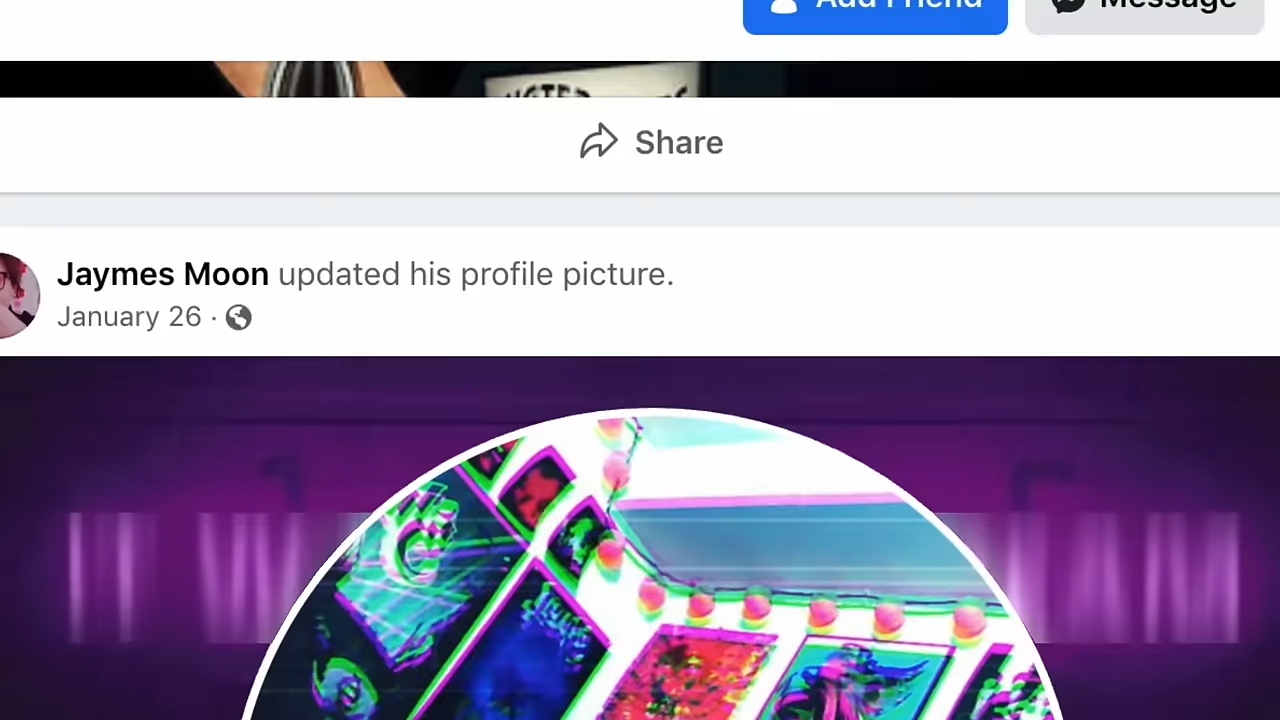 Add Friend
Message
Share
Jaymes Moon updated his profile picture.
January 26 ·